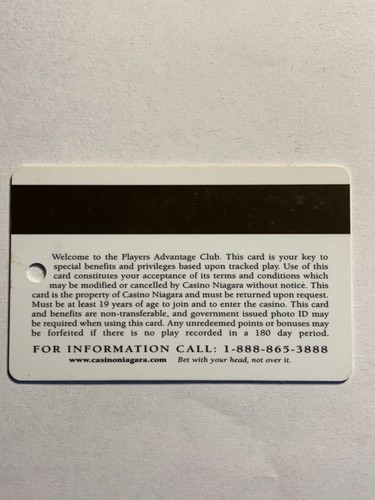 Welcome to the Players Advantage Club. This card is your key to
special benefits and privileges based upon tracked play. Use of this
card constitutes your acceptance of its terms and conditions which
may be modified or cancelled by Casino Niagara without notice. This
card is the property of Casino Niagara and must be returned upon request.
Must be at least 19 years of age to join and to enter the casino. This card
and benefits are non-transferable, and government issued photo ID may
be required when using this card. Any unredeemed points or bonuses may
be forfeited if there is no play recorded in a 180 day period.
FOR INFORMATION CALL: 1-888-865-3888
www.casinoniagara.com Bet with your head, not over it.